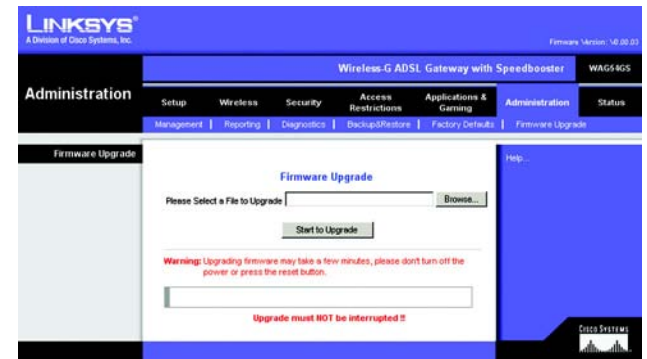 LINKSYS®
A Division of Cisco Systems, Inc.
Firmware Version: V0.00.03
Wireless-G ADSL Gateway with Speedbooster WAG54GS
Administration
Setup Wireless Security Access Restrictions Applications & Gaming Administration Status
Management | Reporting | Diagnostics | Backup&Restore | Factory Defaults | Firmware Upgrade
Firmware Upgrade
Help...
Firmware Upgrade
Please Select a File to Upgrade Browse...
Start to Upgrade
Warning: Upgrading firmware may take a few minutes, please don't turn off the
power or press the reset button.
Upgrade must NOT be interrupted !!
CISCO SYSTEMS